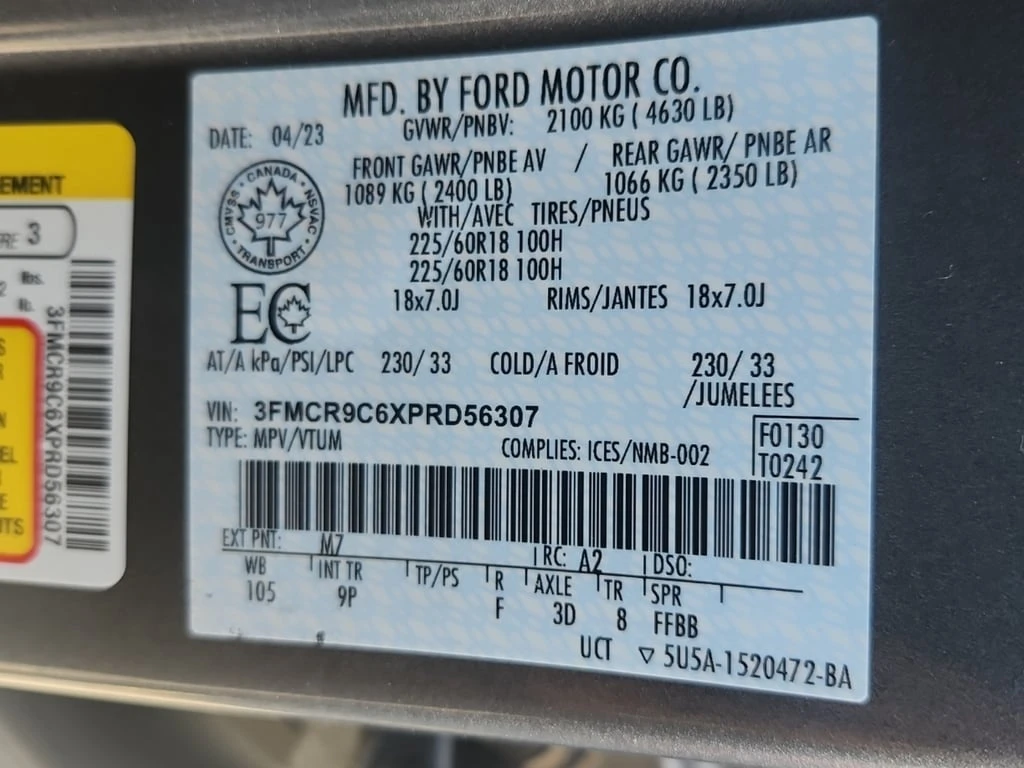 MFD. BY FORD MOTOR CO.
DATE: 04/23
GVWR/PNBV: 2100 KG ( 4630 LB)
FRONT GAWR/PNBE AV / REAR GAWR/ PNBE AR
1089 KG ( 2400 LB) 1066 KG ( 2350 LB)
WITH/AVEC TIRES/PNEUS
225/60R18 100H
225/60R18 100H
18x7.0J RIMS/JANTES 18x7.0J
CMVSS · CANADA · NSVAC
977
TRANSPORT
EC
AT/A kPa/PSI/LPC 230/ 33 COLD/A FROID 230/ 33
/JUMELEES
VIN: 3FMCR9C6XPRD56307
TYPE: MPV/VTUM COMPLIES: ICES/NMB-002
F0130
T0242
EXT PNT: M7 RC: A2 DSO:
WB INT TR TP/PS R AXLE TR SPR
105 9P F 3D 8 FFBB
UCT ▽ 5U5A-1520472-BA
EMENT
3
lbs.
3FMCR9C6XPRD56307